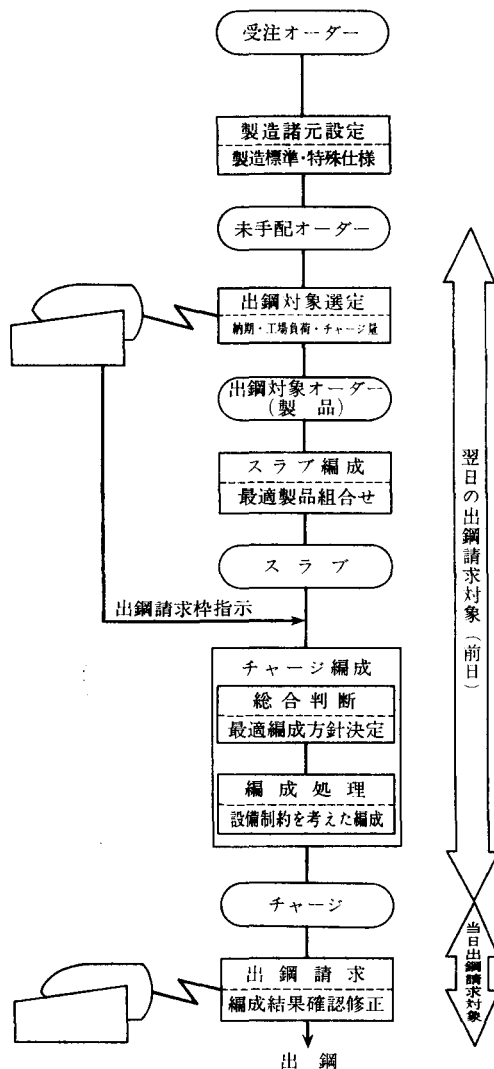 受注オーダー
製造諸元設定
製造標準・特殊仕様
未手配オーダー
出鋼対象選定
納期・工場負荷・チャージ量
出鋼対象オーダー
(製品)
スラブ編成
最適製品組合せ
スラブ
出鋼請求枠指示
チャージ編成
総合判断
最適編成方針決定
編成処理
設備制約を考えた編成
チャージ
出鋼請求
編成結果確認修正
出鋼
翌日の出鋼請求対象(前日)
当日出鋼請求対象